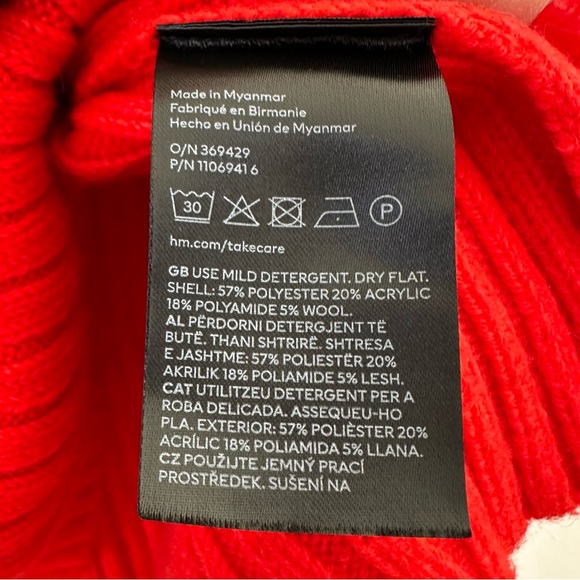 Made in Myanmar
Fabriqué en Birmanie
Hecho en Unión de Myanmar
O/N 369429
P/N 1106941 6
30
P
hm.com/takecare
GB USE MILD DETERGENT. DRY FLAT.
SHELL: 57% POLYESTER 20% ACRYLIC
18% POLYAMIDE 5% WOOL.
AL PËRDORNI DETERGJENT TË
BUTË. THANI SHTRIRË. SHTRESA
E JASHTME: 57% POLIESTËR 20%
AKRILIK 18% POLIAMIDE 5% LESH.
CAT UTILITZEU DETERGENT PER A
ROBA DELICADA. ASSEQUEU-HO
PLA. EXTERIOR: 57% POLIÈSTER 20%
ACRÍLIC 18% POLIAMIDA 5% LLANA.
CZ POUŽIJTE JEMNÝ PRACÍ
PROSTŘEDEK. SUŠENÍ NA